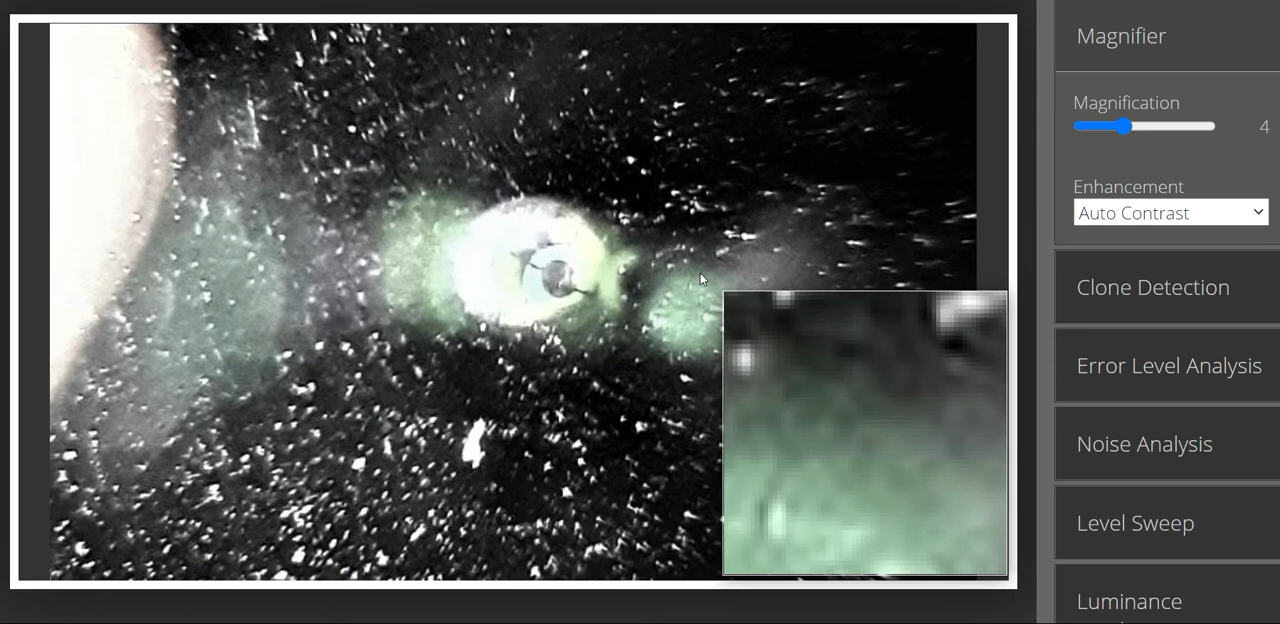 Magnifier
Magnification
4
Enhancement
Auto Contrast
Clone Detection
Error Level Analysis
Noise Analysis
Level Sweep
Luminance